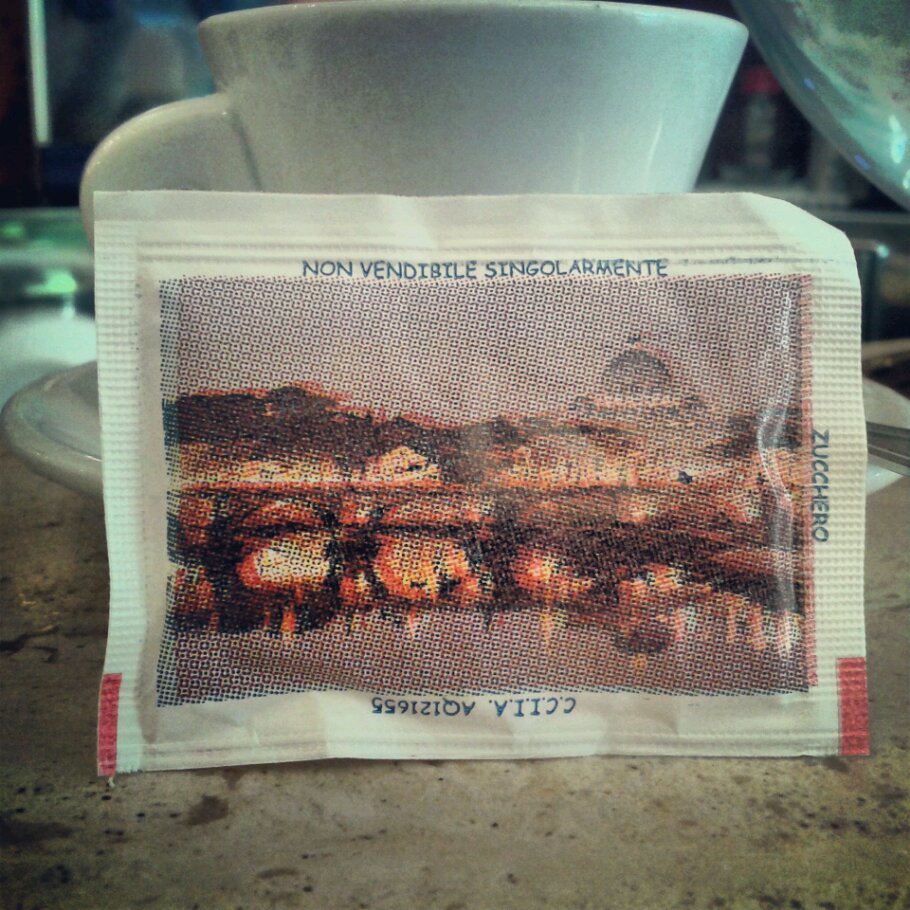 NON VENDIBILE SINGOLARMENTE
ZUCCHERO
C.C.I.I.A. AQ121655